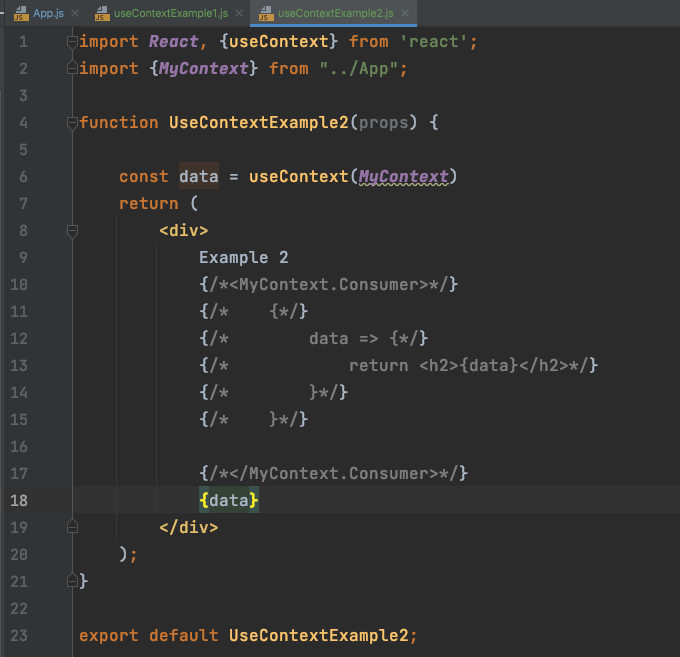 App.js × useContextExample1.js × useContextExample2.js ×
1 import React, {useContext} from 'react';
2 import {MyContext} from "../App";
3
4 function UseContextExample2(props) {
5
6     const data = useContext(MyContext)
7     return (
8         <div>
9             Example 2
10             {/*<MyContext.Consumer>*/}
11             {/*    {*/}
12             {/*        data => {*/}
13             {/*            return <h2>{data}</h2>*/}
14             {/*        }*/}
15             {/*    }*/}
16
17             {/*</MyContext.Consumer>*/}
18             {data}
19         </div>
20     );
21 }
22
23 export default UseContextExample2;